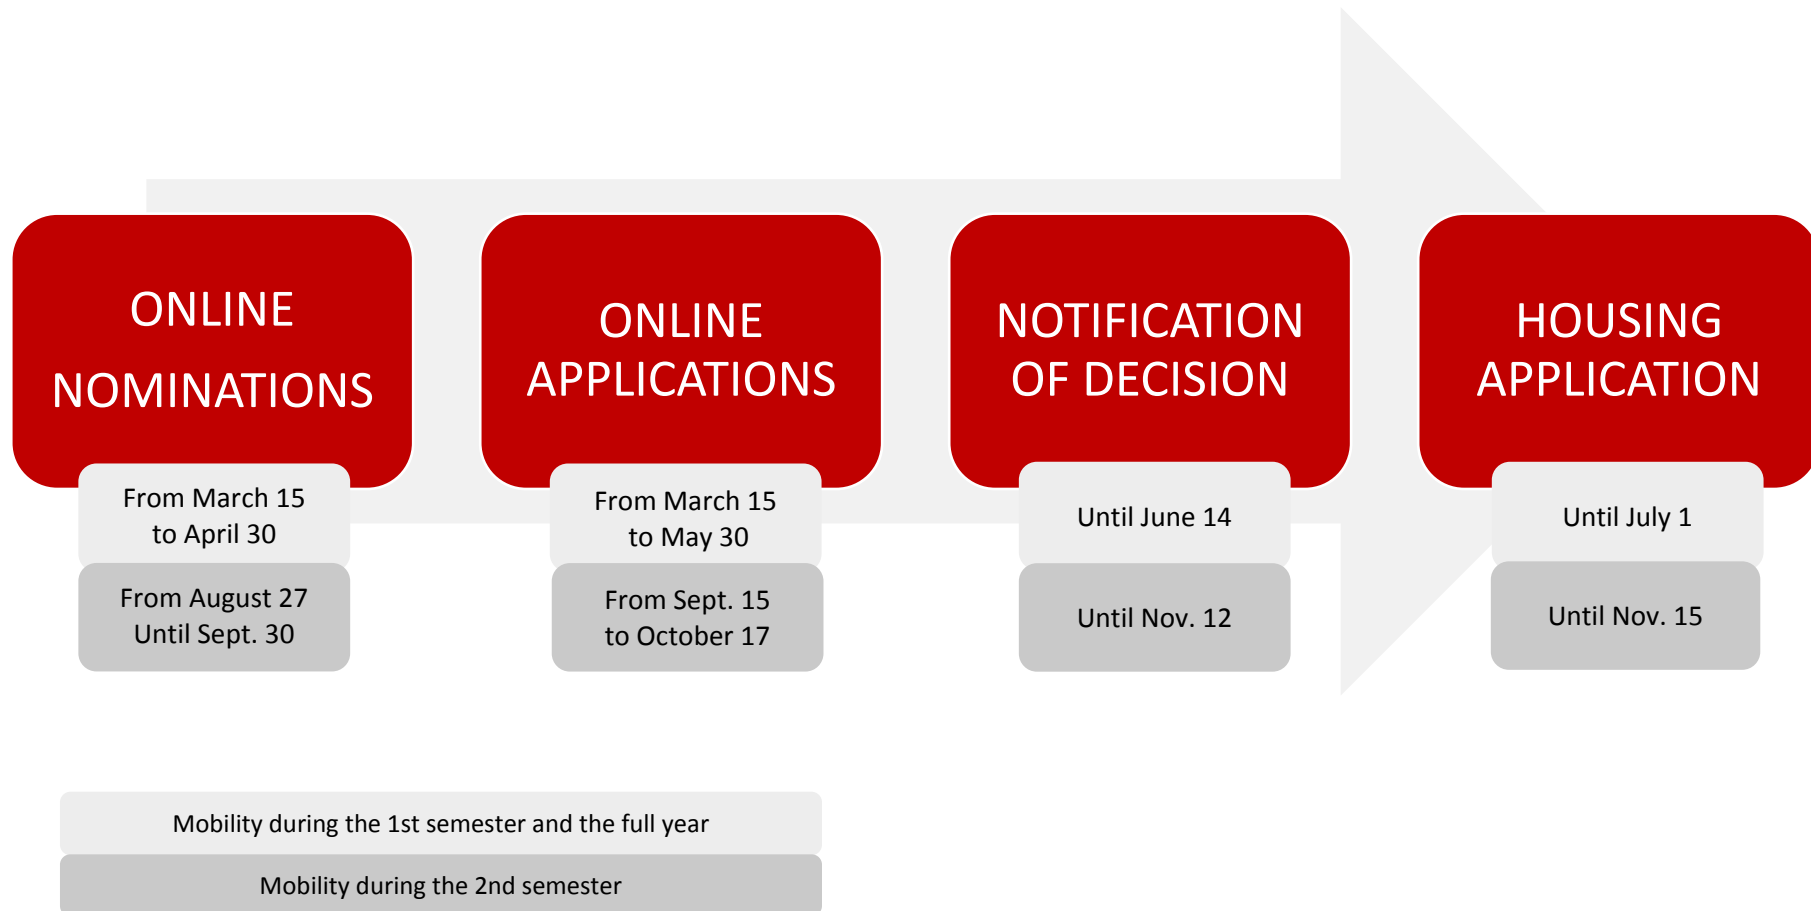 ONLINE
NOMINATIONS
From March 15
to April 30
From August 27
Until Sept. 30
ONLINE
APPLICATIONS
From March 15
to May 30
From Sept. 15
to October 17
NOTIFICATION
OF DECISION
Until June 14
Until Nov. 12
HOUSING
APPLICATION
Until July 1
Until Nov. 15
Mobility during the 1st semester and the full year
Mobility during the 2nd semester